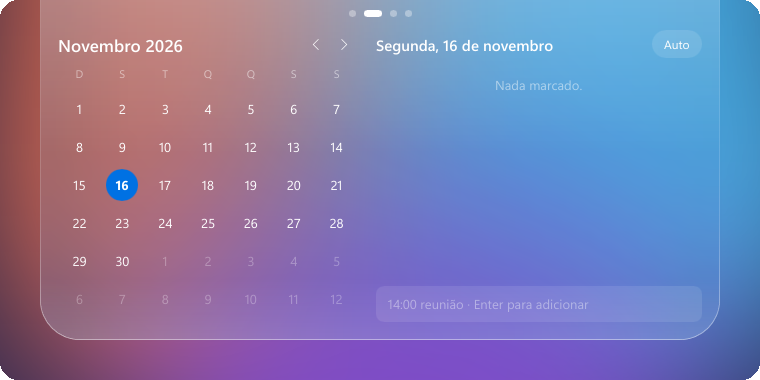 Novembro 2026
D S T Q Q S S
1 2 3 4 5 6 7
8 9 10 11 12 13 14
15 16 17 18 19 20 21
22 23 24 25 26 27 28
29 30 1 2 3 4 5
6 7 8 9 10 11 12
Segunda, 16 de novembro
Auto
Nada marcado.
14:00 reunião · Enter para adicionar